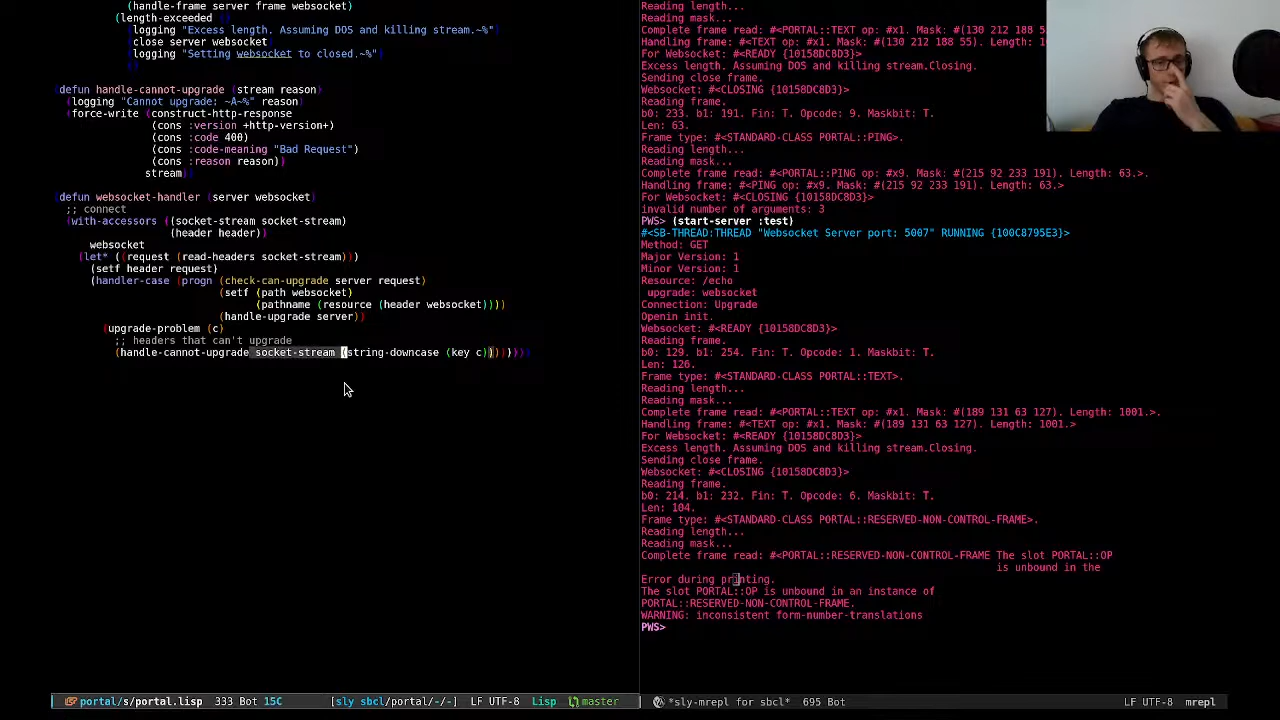 (handle-frame server frame websocket)
(length-exceeded ()
logging "Excess length. Assuming DOS and killing stream.~%"
close server websocket
logging "Setting websocket to closed.~%"
(defun handle-cannot-upgrade (stream reason)
(logging "Cannot upgrade: ~A~%" reason)
(force-write (construct-http-response
(cons :version +http-version+)
(cons :code 400)
(cons :code-meaning "Bad Request")
(cons :reason reason))
stream))
(defun websocket-handler (server websocket)
;; connect
(with-accessors ((socket-stream socket-stream)
(header header))
websocket
(let* ((request (read-headers socket-stream)))
(setf header request)
(handler-case (progn (check-can-upgrade server request)
(setf (path websocket)
(pathname (resource (header websocket))))
(handle-upgrade server))
(upgrade-problem (c)
;; headers that can't upgrade
(handle-cannot-upgrade socket-stream (string-downcase (key c)))))))
portal/s/portal.lisp 333 Bot 15C [sly sbcl/portal/-/-] LF UTF-8 Lisp master
Reading length...
Reading mask...
Complete frame read: #<PORTAL::TEXT op: #x1. Mask: #(130 212 188 55
Handling frame: #<TEXT op: #x1. Mask: #(130 212 188 55). Length: 1
For Websocket: #<READY {10158DC8D3}>
Excess length. Assuming DOS and killing stream.Closing.
Sending close frame.
Websocket: #<CLOSING {10158DC8D3}>
Reading frame.
b0: 233. b1: 191. Fin: T. Opcode: 9. Maskbit: T.
Len: 63.
Frame type: #<STANDARD-CLASS PORTAL::PING>.
Reading length...
Reading mask...
Complete frame read: #<PORTAL::PING op: #x9. Mask: #(215 92 233 191). Length: 63.>.
Handling frame: #<PING op: #x9. Mask: #(215 92 233 191). Length: 63.>
For Websocket: #<CLOSING {10158DC8D3}>
invalid number of arguments: 3
PWS> (start-server :test)
#<SB-THREAD:THREAD "Websocket Server port: 5007" RUNNING {100C8795E3}>
Method: GET
Major Version: 1
Minor Version: 1
Resource: /echo
upgrade: websocket
Connection: Upgrade
Openin init.
Websocket: #<READY {10158DC8D3}>
Reading frame.
b0: 129. b1: 254. Fin: T. Opcode: 1. Maskbit: T.
Len: 126.
Frame type: #<STANDARD-CLASS PORTAL::TEXT>.
Reading length...
Reading mask...
Complete frame read: #<PORTAL::TEXT op: #x1. Mask: #(189 131 63 127). Length: 1001.>.
Handling frame: #<TEXT op: #x1. Mask: #(189 131 63 127). Length: 1001.>
For Websocket: #<READY {10158DC8D3}>
Excess length. Assuming DOS and killing stream.Closing.
Sending close frame.
Websocket: #<CLOSING {10158DC8D3}>
Reading frame.
b0: 214. b1: 232. Fin: T. Opcode: 6. Maskbit: T.
Len: 104.
Frame type: #<STANDARD-CLASS PORTAL::RESERVED-NON-CONTROL-FRAME>.
Reading length...
Reading mask...
Complete frame read: #<PORTAL::RESERVED-NON-CONTROL-FRAME The slot PORTAL::OP
is unbound in the
Error during printing.
The slot PORTAL::OP is unbound in an instance of
PORTAL::RESERVED-NON-CONTROL-FRAME.
WARNING: inconsistent form-number-translations
PWS>
*sly-mrepl for sbcl* 695 Bot LF UTF-8 mrepl